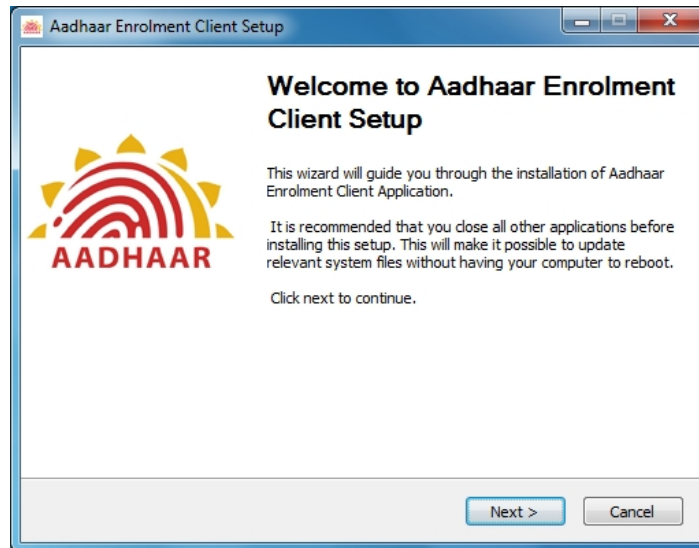 Aadhaar Enrolment Client Setup
Welcome to Aadhaar Enrolment
Client Setup
This wizard will guide you through the installation of Aadhaar
Enrolment Client Application.
It is recommended that you close all other applications before
installing this setup. This will make it possible to update
relevant system files without having your computer to reboot.
Click next to continue.
AADHAAR
Next >
Cancel